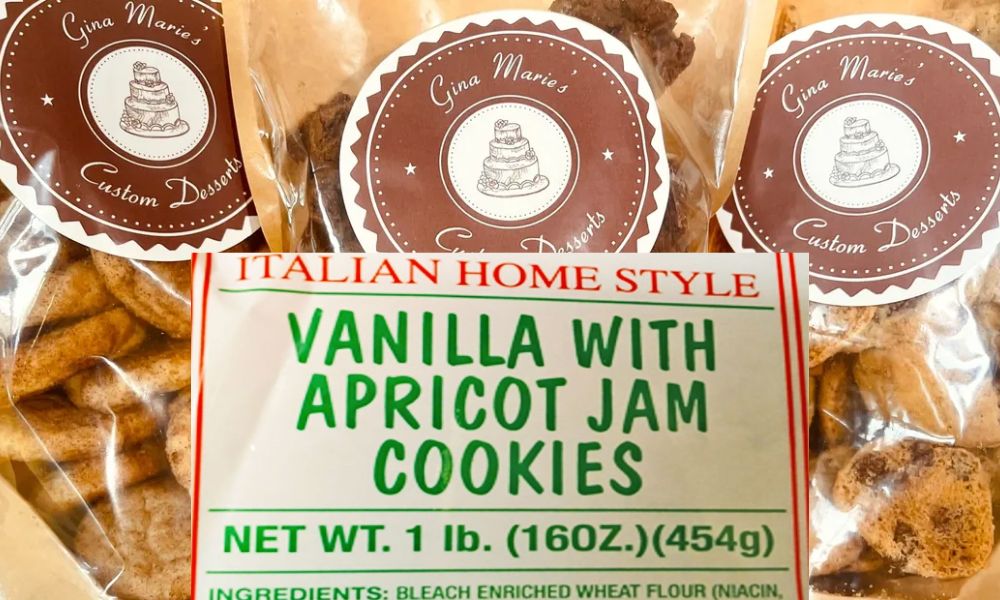 Gina Marie's
Custom Desserts
Gina Marie's
Custom Desserts
Gina Marie's
Custom Desserts
ITALIAN HOME STYLE
VANILLA WITH
APRICOT JAM
COOKIES
NET WT. 1 lb. (16OZ.)(454g)
INGREDIENTS: BLEACH ENRICHED WHEAT FLOUR (NIACIN,